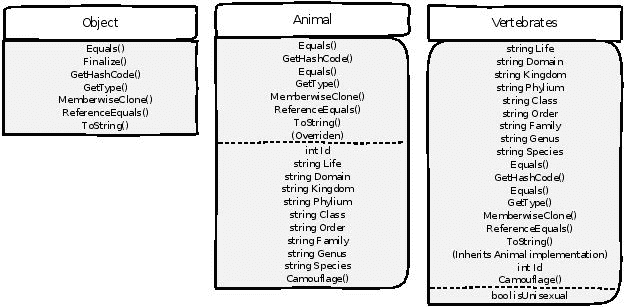 Object
Equals()
Finalize()
GetHashCode()
GetType()
MemberwiseClone()
ReferenceEquals()
ToString()
Animal
Equals()
GetHashCode()
Equals()
GetType()
MemberwiseClone()
ReferenceEquals()
ToString()
(Overriden)
int Id
string Life
string Domain
string Kingdom
string Phylium
string Class
string Order
string Family
string Genus
string Species
Camouflage()
Vertebrates
string Life
string Domain
string Kingdom
string Phylium
string Class
string Order
string Family
string Genus
string Species
Equals()
GetHashCode()
Equals()
GetType()
MemberwiseClone()
ReferenceEquals()
ToString()
(Inherits Animal implementation)
int Id
Camouflage()
bool isUnisexual